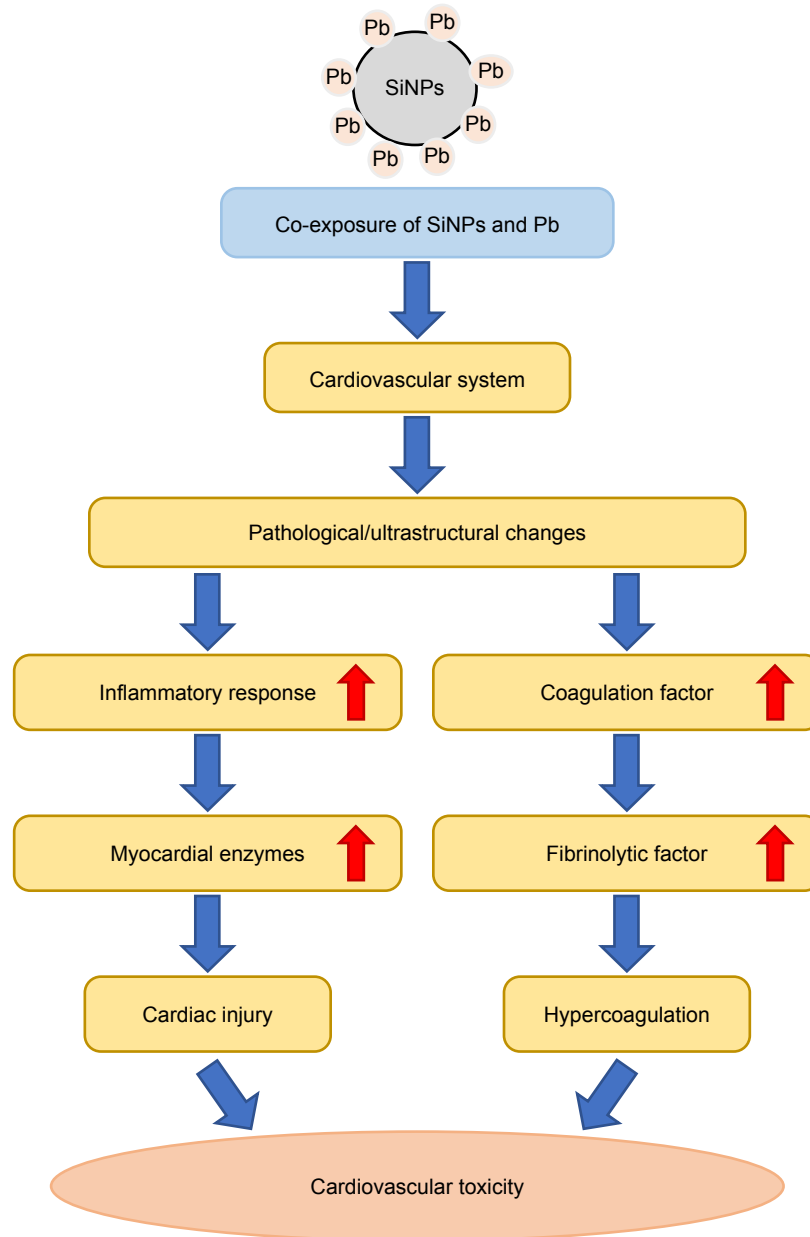 Pb
Pb
Pb
Pb
SiNPs
Pb
Pb
Pb
Pb
Co-exposure of SiNPs and Pb
Cardiovascular system
Pathological/ultrastructural changes
Inflammatory response
Coagulation factor
Myocardial enzymes
Fibrinolytic factor
Cardiac injury
Hypercoagulation
Cardiovascular toxicity